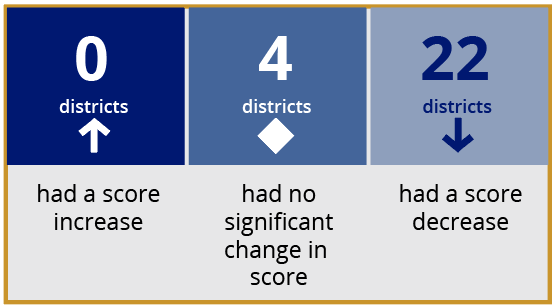 0
districts
had a score
increase
4
districts
had no
significant
change in
score
22
districts
had a score
decrease